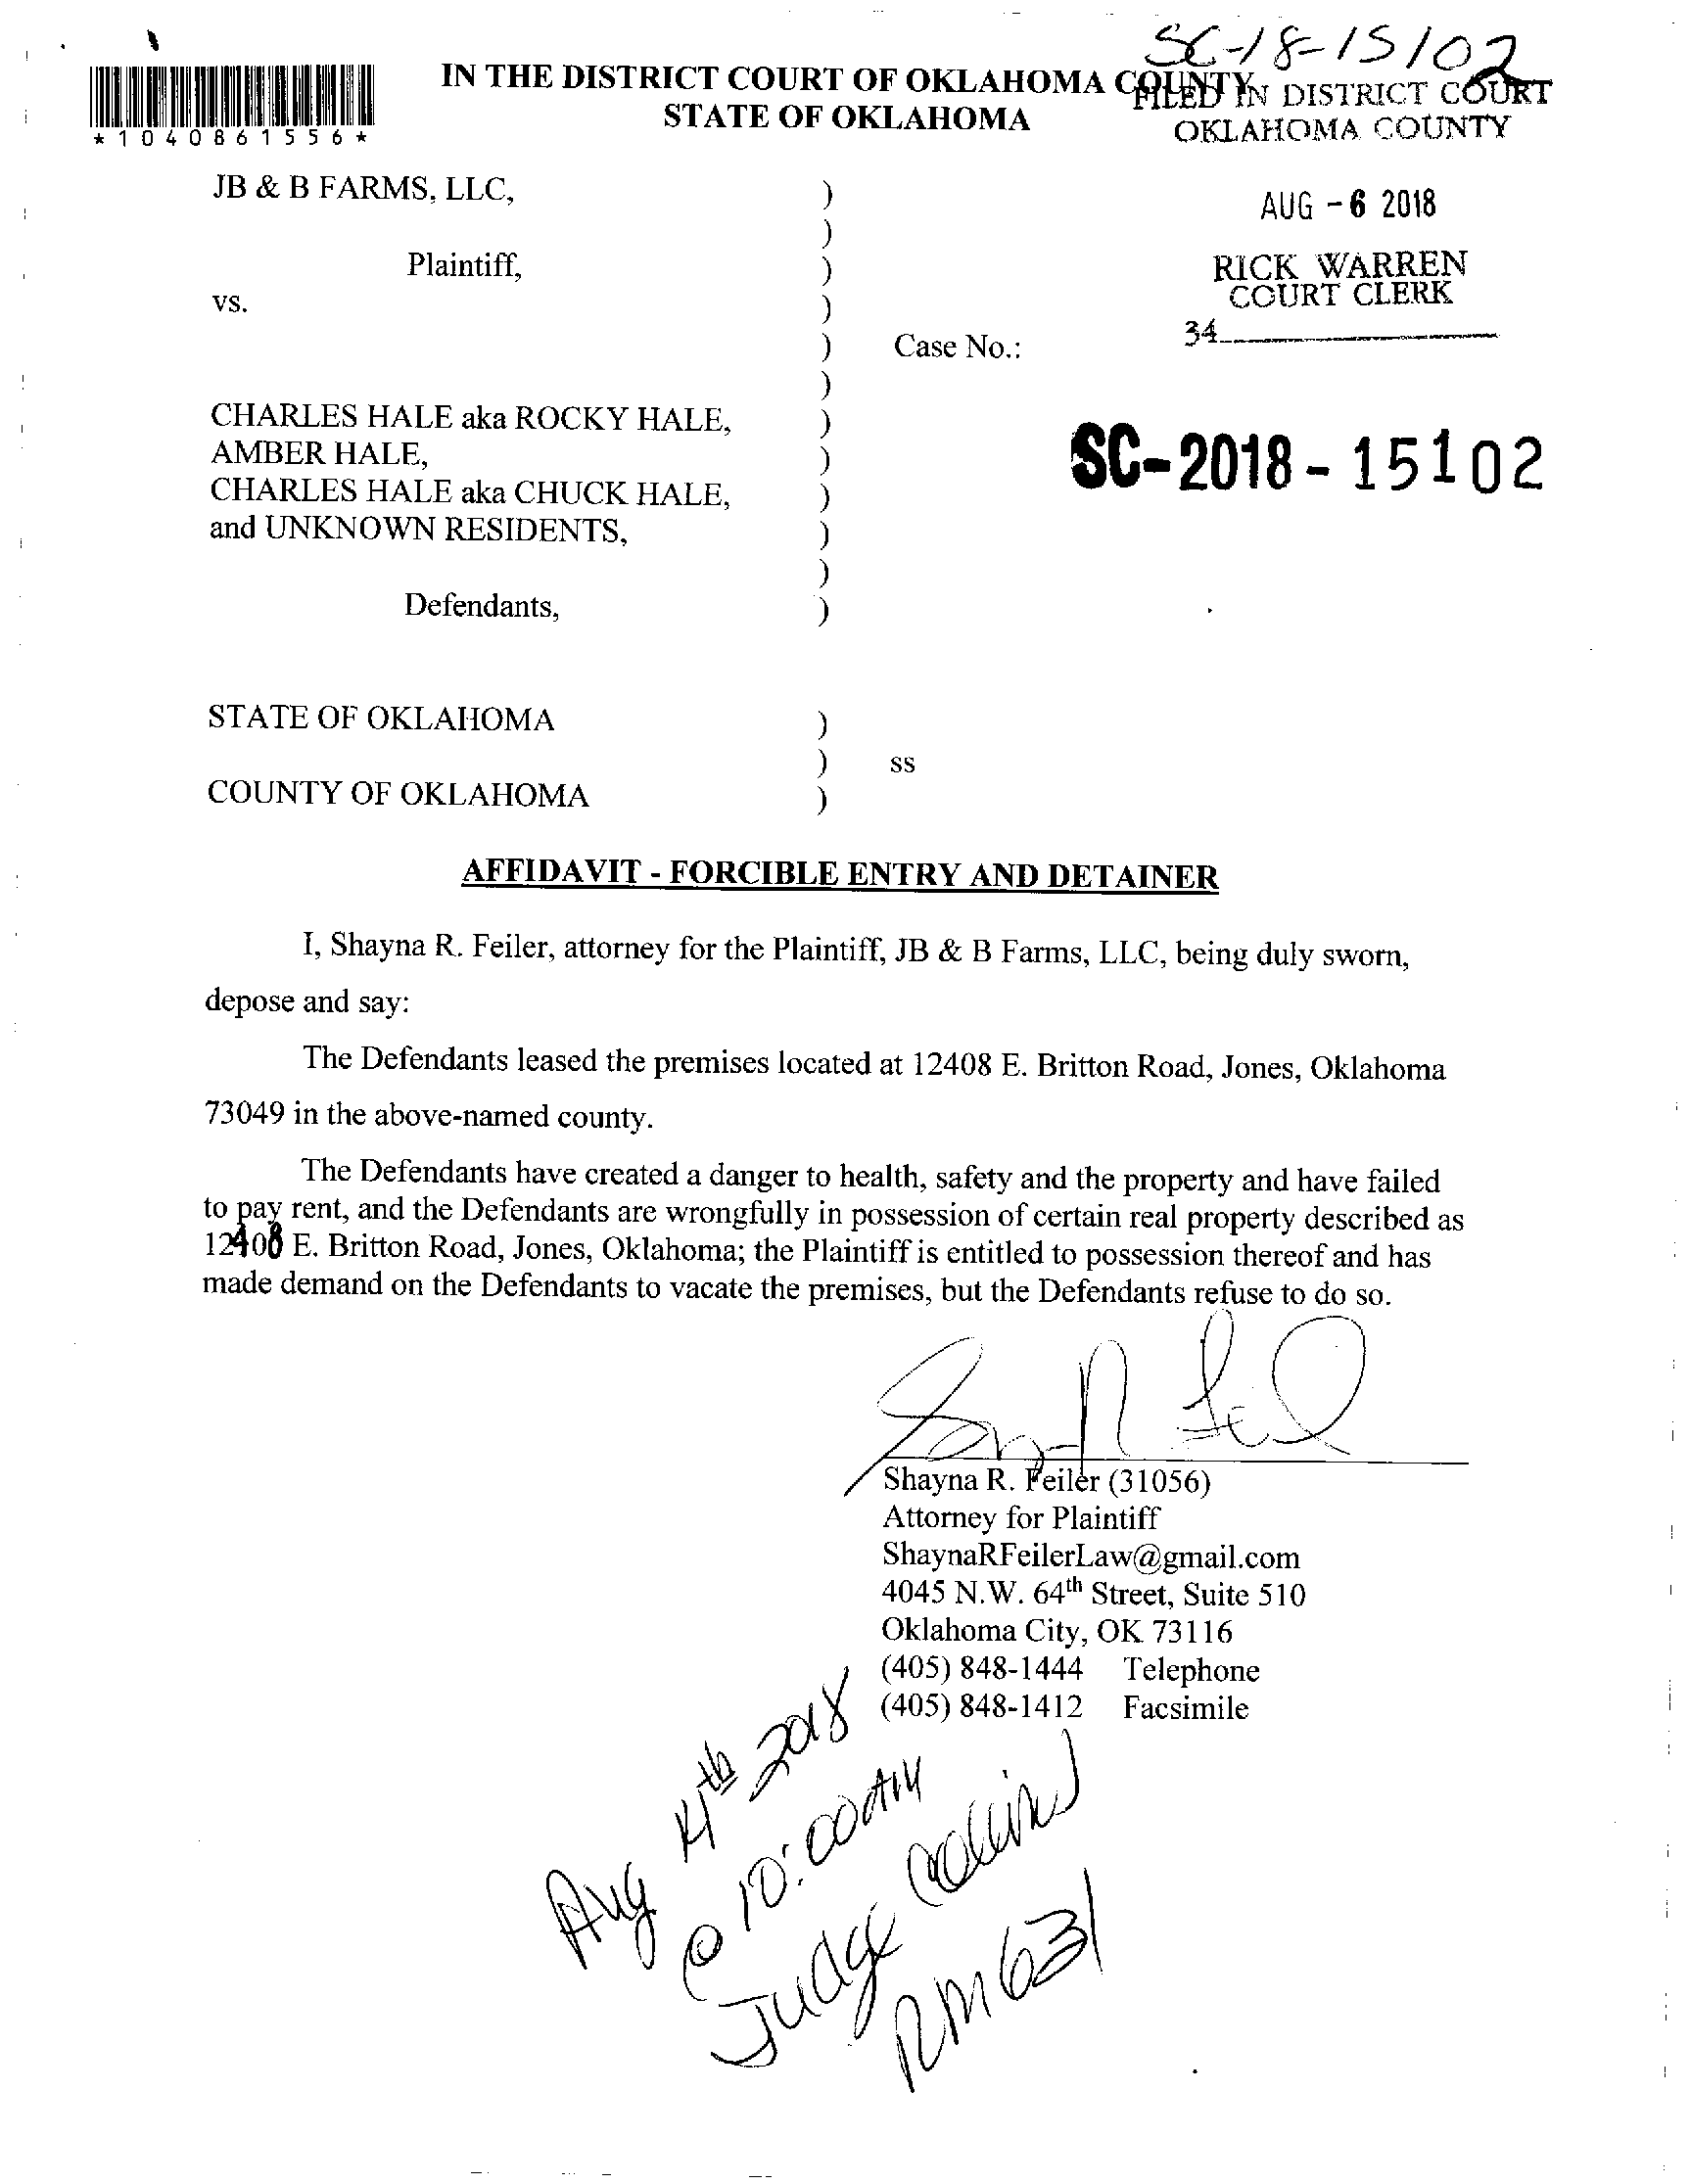 SC-18-15102
IN THE DISTRICT COURT OF OKLAHOMA COUNTY
STATE OF OKLAHOMA
FILED IN DISTRICT COURT
OKLAHOMA COUNTY
*1040861556*
JB & B FARMS, LLC, )
AUG -6 2018
)
Plaintiff, )
RICK WARREN
COURT CLERK
vs. )
34
) Case No.:
)
CHARLES HALE aka ROCKY HALE, )
AMBER HALE, )
SC-2018-15102
CHARLES HALE aka CHUCK HALE, )
and UNKNOWN RESIDENTS, )
)
Defendants, )
STATE OF OKLAHOMA )
) ss
COUNTY OF OKLAHOMA )
AFFIDAVIT - FORCIBLE ENTRY AND DETAINER
I, Shayna R. Feiler, attorney for the Plaintiff, JB & B Farms, LLC, being duly sworn,
depose and say:
The Defendants leased the premises located at 12408 E. Britton Road, Jones, Oklahoma
73049 in the above-named county.
The Defendants have created a danger to health, safety and the property and have failed
to pay rent, and the Defendants are wrongfully in possession of certain real property described as
12408 E. Britton Road, Jones, Oklahoma; the Plaintiff is entitled to possession thereof and has
made demand on the Defendants to vacate the premises, but the Defendants refuse to do so.
Shayna R. Feiler (31056)
Attorney for Plaintiff
ShaynaRFeilerLaw@gmail.com
4045 N.W. 64th Street, Suite 510
Oklahoma City, OK 73116
(405) 848-1444 Telephone
(405) 848-1412 Facsimile
Aug 2018
@ 10:00 AM
Judge Collins
RM 631